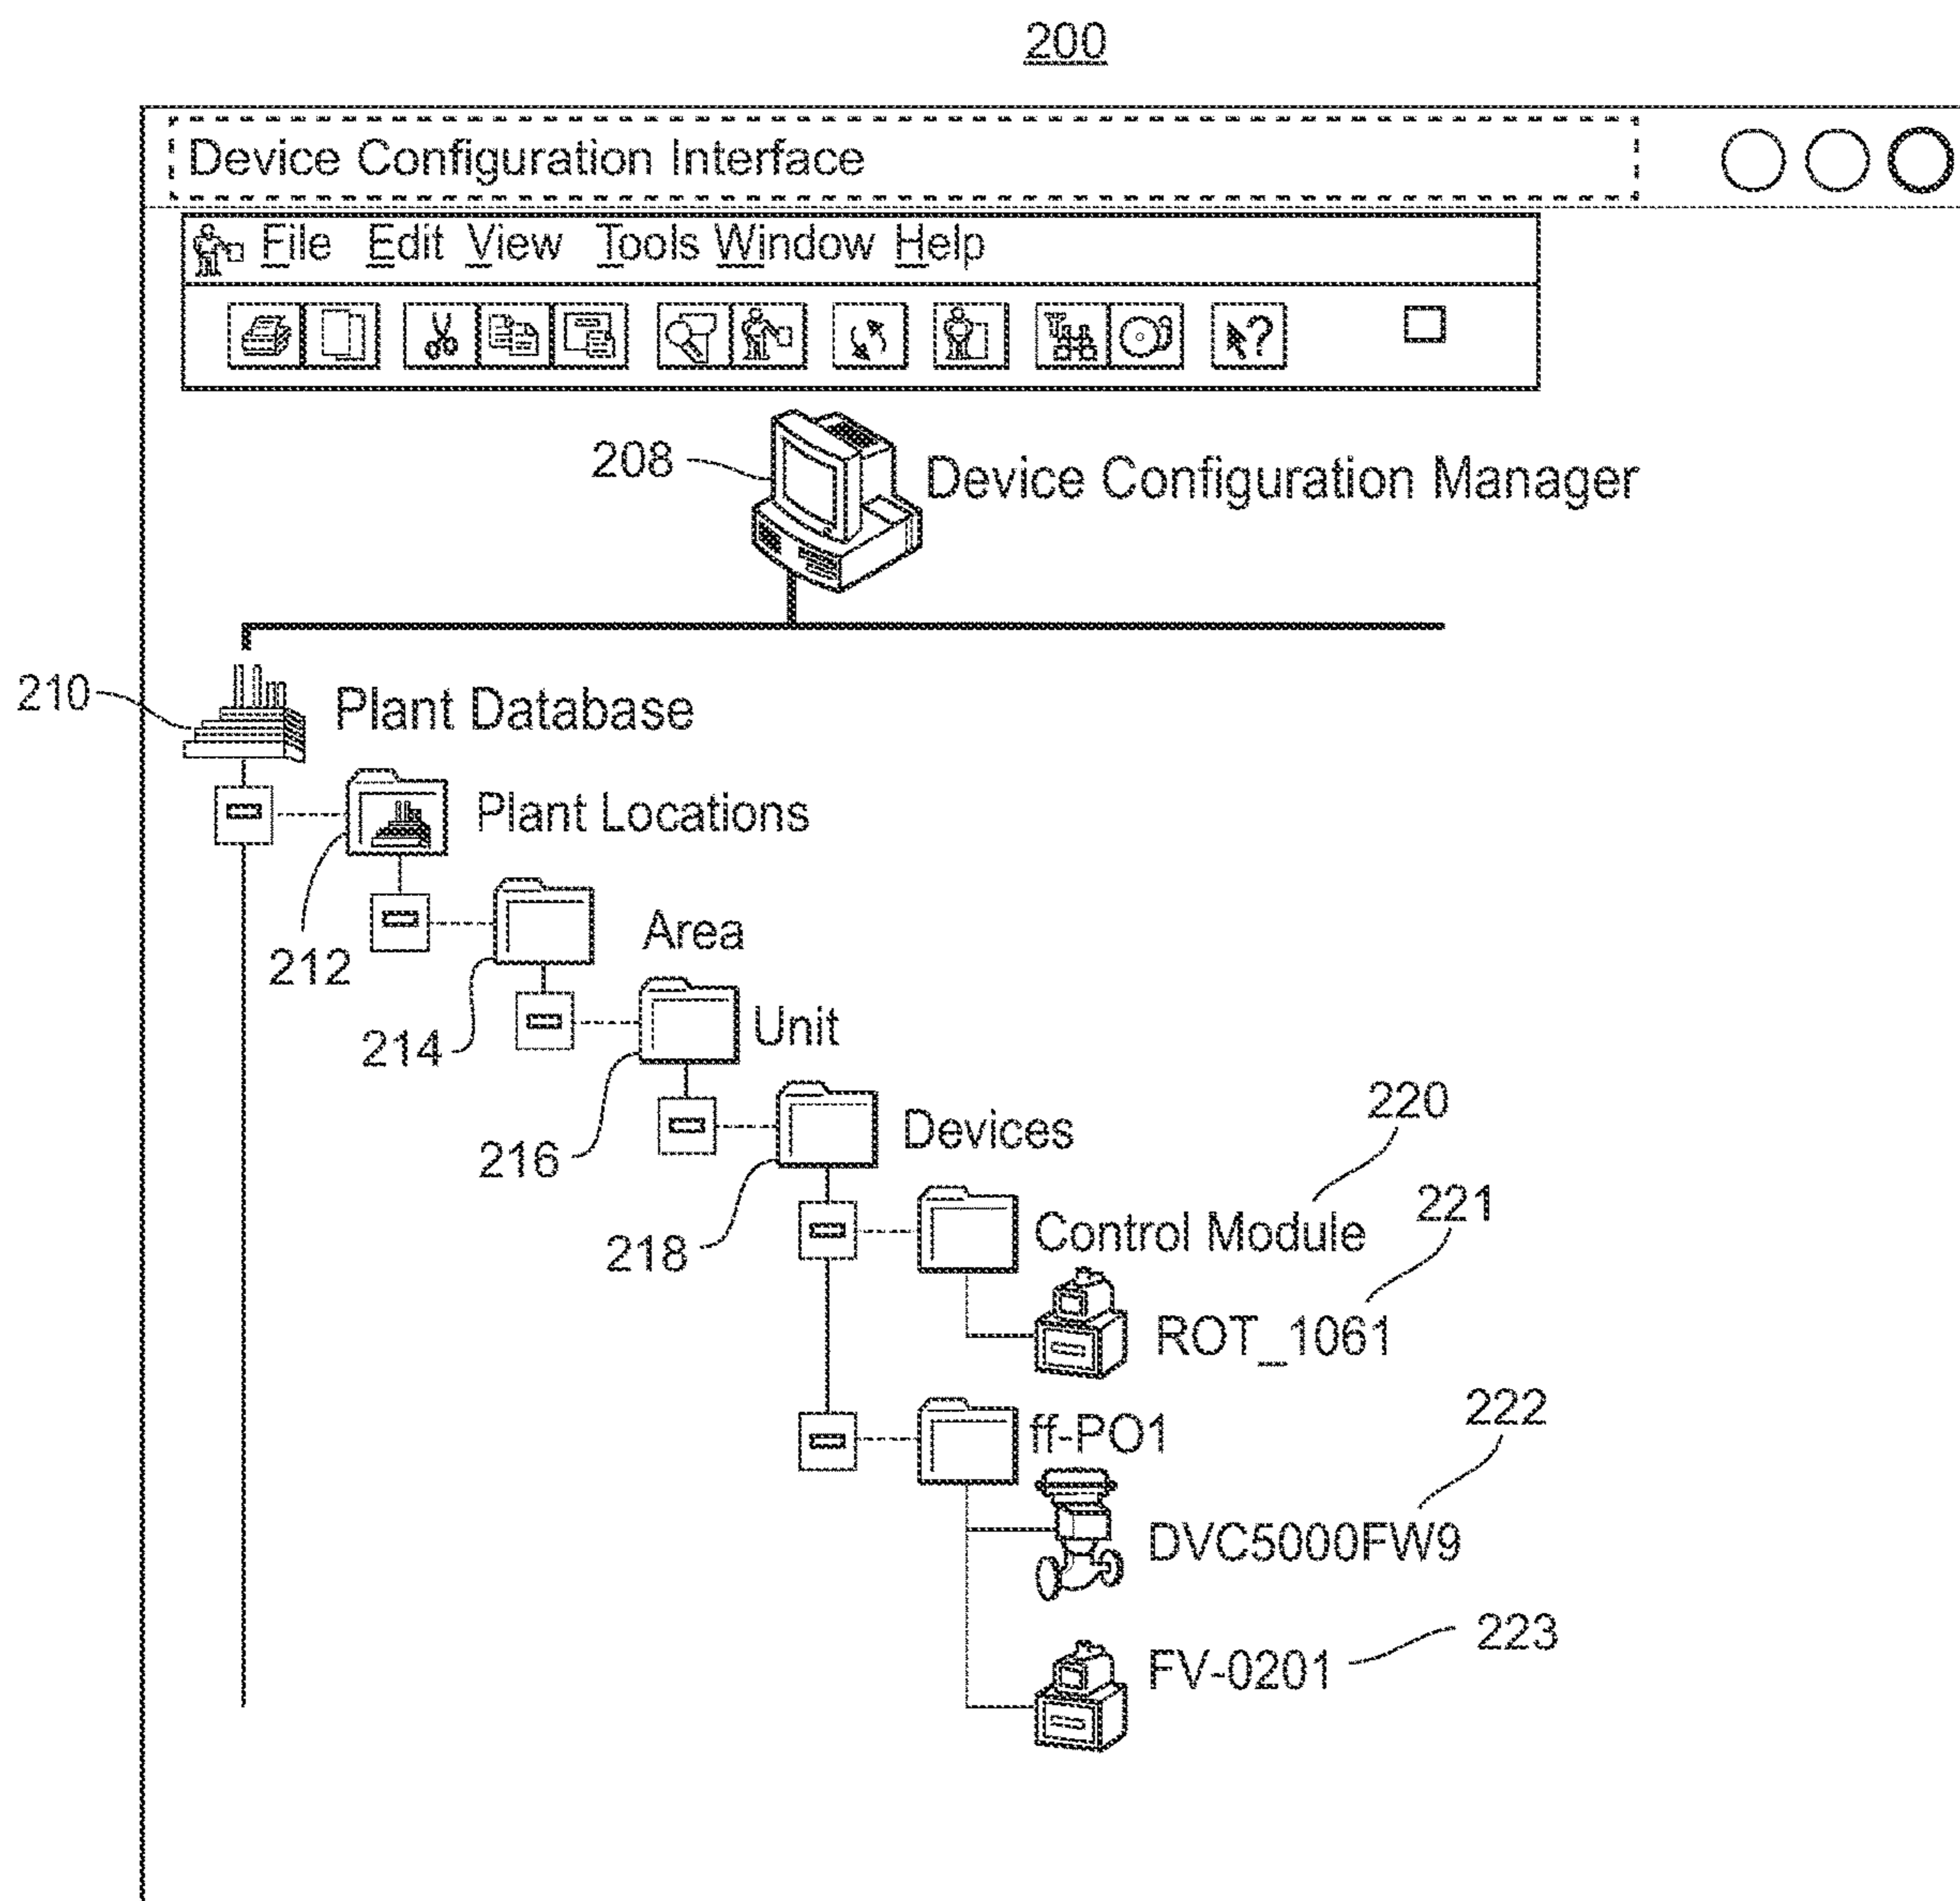 200
Device Configuration Interface
File Edit View Tools Window Help
?
208 Device Configuration Manager
210 Plant Database
Plant Locations
212
Area
214
Unit
216
Devices
218
220
Control Module
221
ROT_1061
ff-PO1
222
DVC5000FW9
FV-0201 223